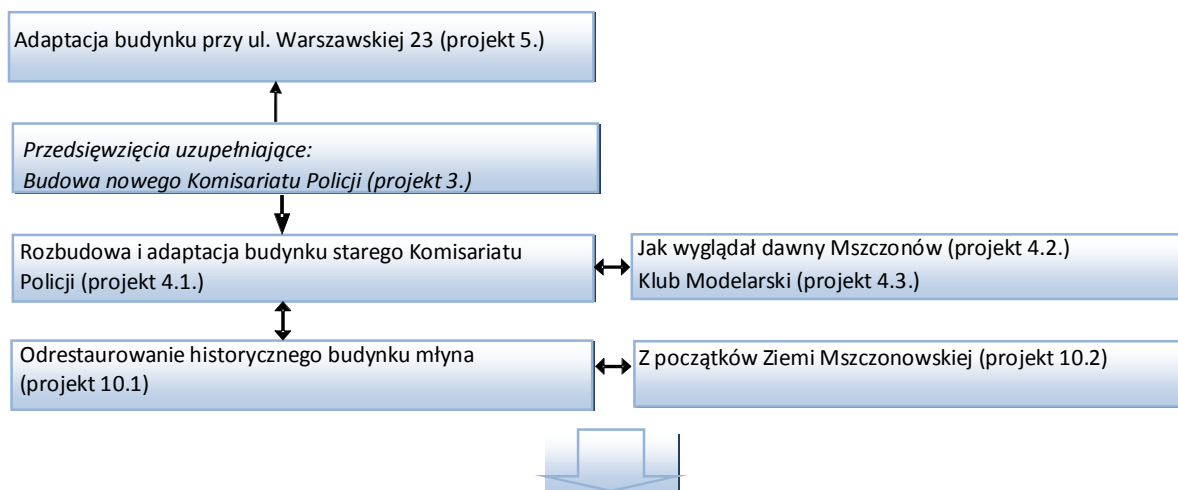 Adaptacja budynku przy ul. Warszawskiej 23 (projekt 5.)
Przedsięwzięcia uzupełniające:
Budowa nowego Komisariatu Policji (projekt 3.)
Rozbudowa i adaptacja budynku starego Komisariatu
Policji (projekt 4.1.)
Jak wyglądał dawny Mszczonów (projekt 4.2.)
Klub Modelarski (projekt 4.3.)
Odrestaurowanie historycznego budynku młyna
(projekt 10.1)
Z początków Ziemi Mszczonowskiej (projekt 10.2)